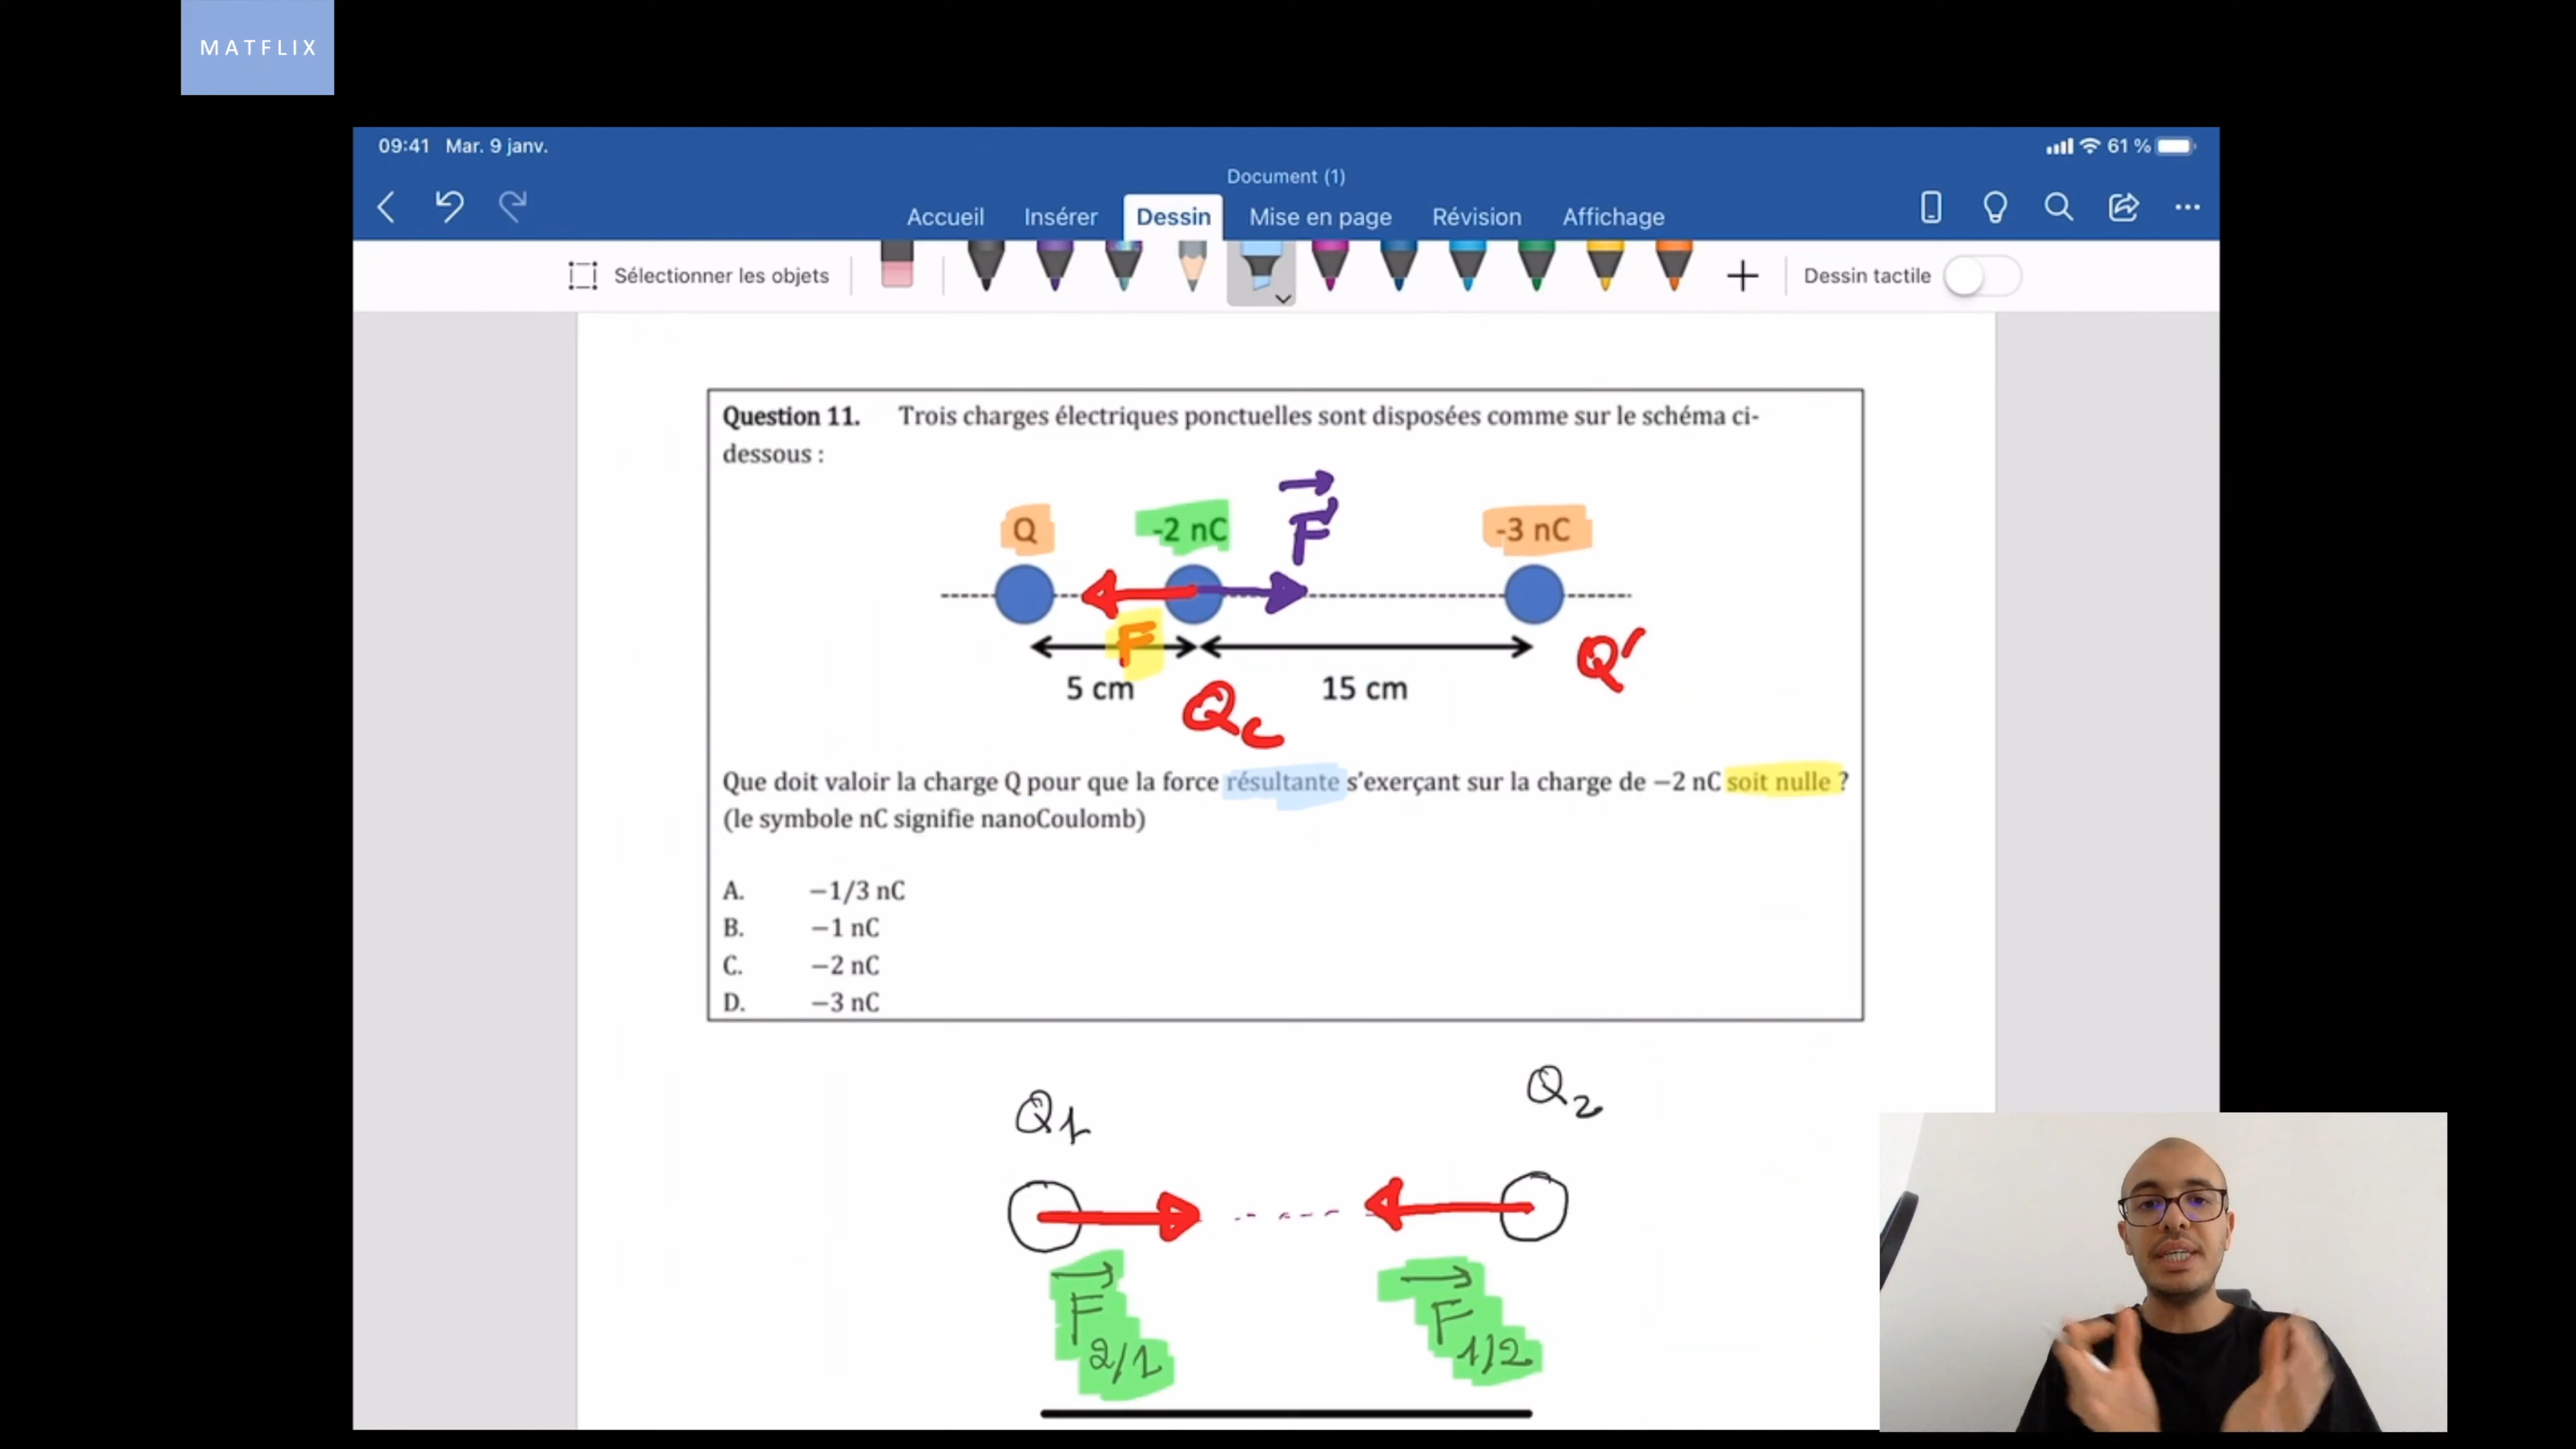 MATFLIX
09:41 Mar. 9 janv.
61 %
Document (1)
Accueil Insérer Dessin Mise en page Révision Affichage
Sélectionner les objets
Dessin tactile
Question 11. Trois charges électriques ponctuelles sont disposées comme sur le schéma ci-
dessous :
F
Q -2 nC -3 nC
F
Q'
5 cm 15 cm
Qc
Que doit valoir la charge Q pour que la force résultante s'exerçant sur la charge de −2 nC soit nulle ?
(le symbole nC signifie nanoCoulomb)
A. −1/3 nC
B. −1 nC
C. −2 nC
D. −3 nC
Q1 Q2
F 2/1 F 1/2